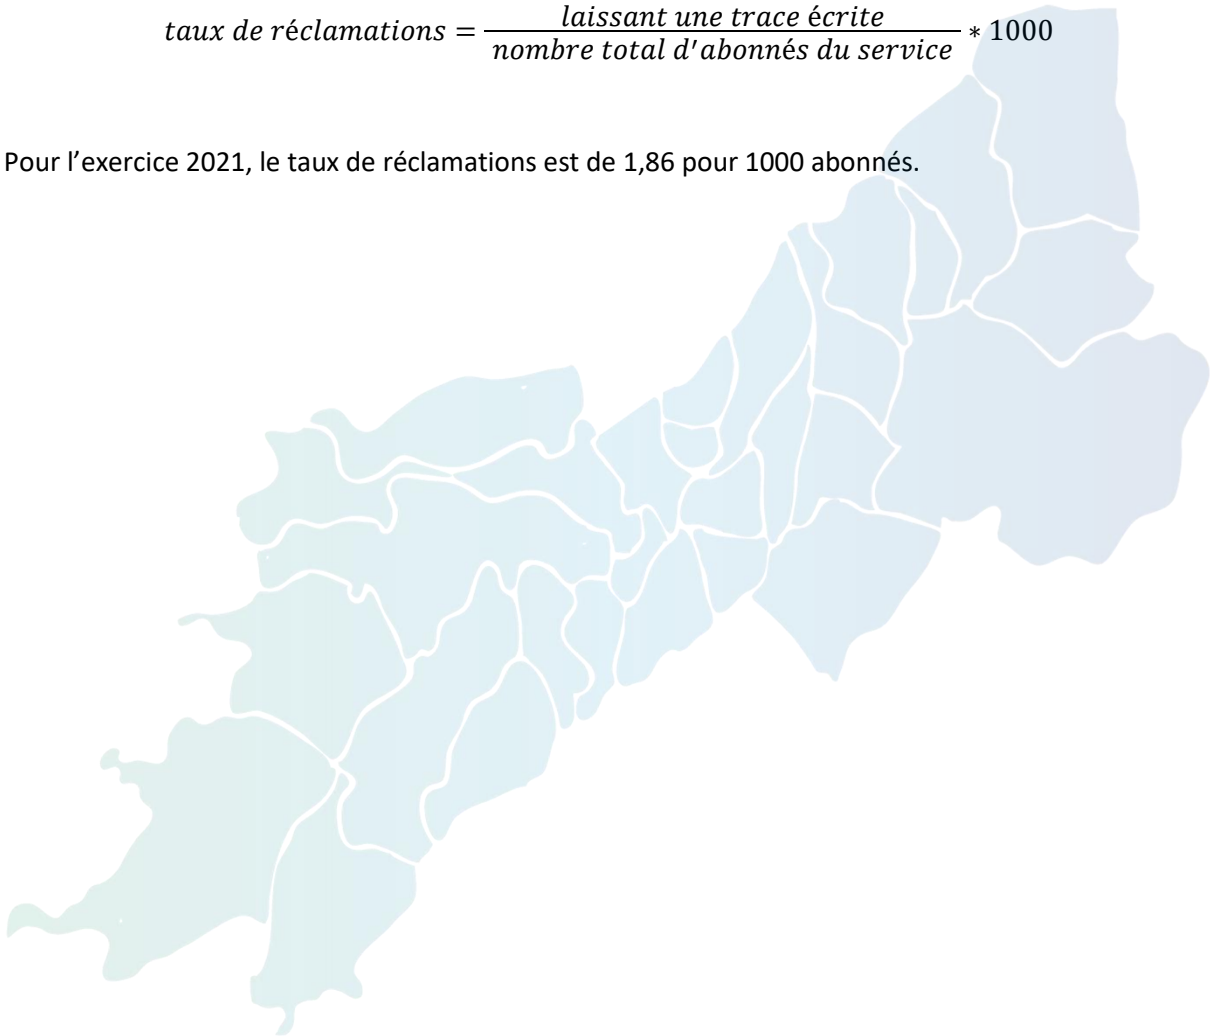 laissant une trace écrite
taux de réclamations = ——— * 1000
nombre total d'abonnés du service
Pour l’exercice 2021, le taux de réclamations est de 1,86 pour 1000 abonnés.